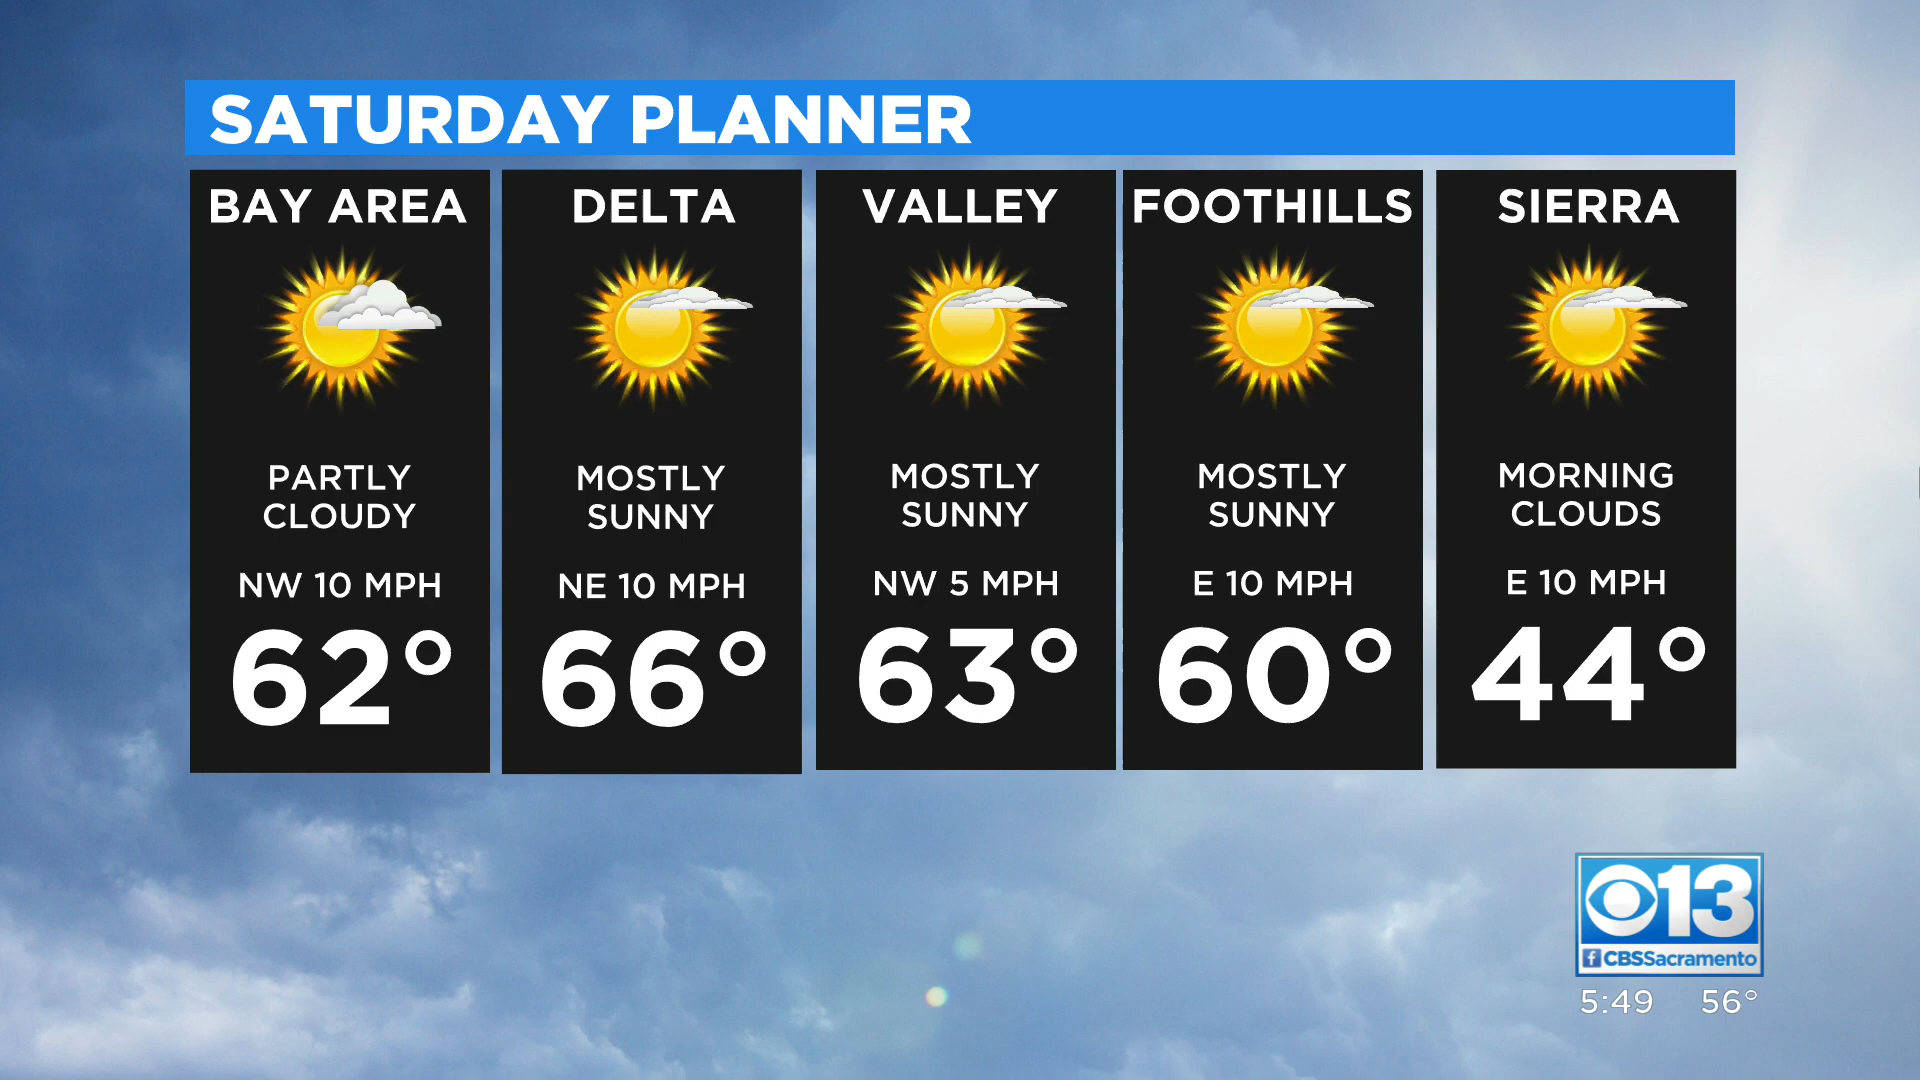 SATURDAY PLANNER
BAY AREA
PARTLY
CLOUDY
NW 10 MPH
62°
DELTA
MOSTLY
SUNNY
NE 10 MPH
66°
VALLEY
MOSTLY
SUNNY
NW 5 MPH
63°
FOOTHILLS
MOSTLY
SUNNY
E 10 MPH
60°
SIERRA
MORNING
CLOUDS
E 10 MPH
44°
13
f CBSSacramento
5:49 56°